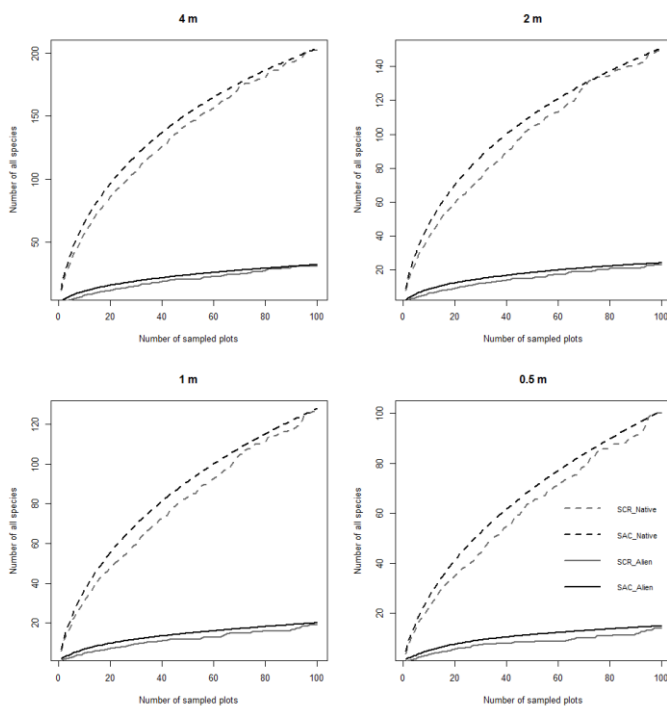 4 m
2 m
Number of all species
50 100 150 200
0 20 40 60 80 100
Number of sampled plots
Number of all species
20 40 60 80 100 120 140
0 20 40 60 80 100
Number of sampled plots
1 m
0.5 m
Number of all species
20 40 60 80 100 120
0 20 40 60 80 100
Number of sampled plots
Number of all species
20 40 60 80 100
0 20 40 60 80 100
Number of sampled plots
SCR_Native
SAC_Native
SCR_Alien
SAC_Alien